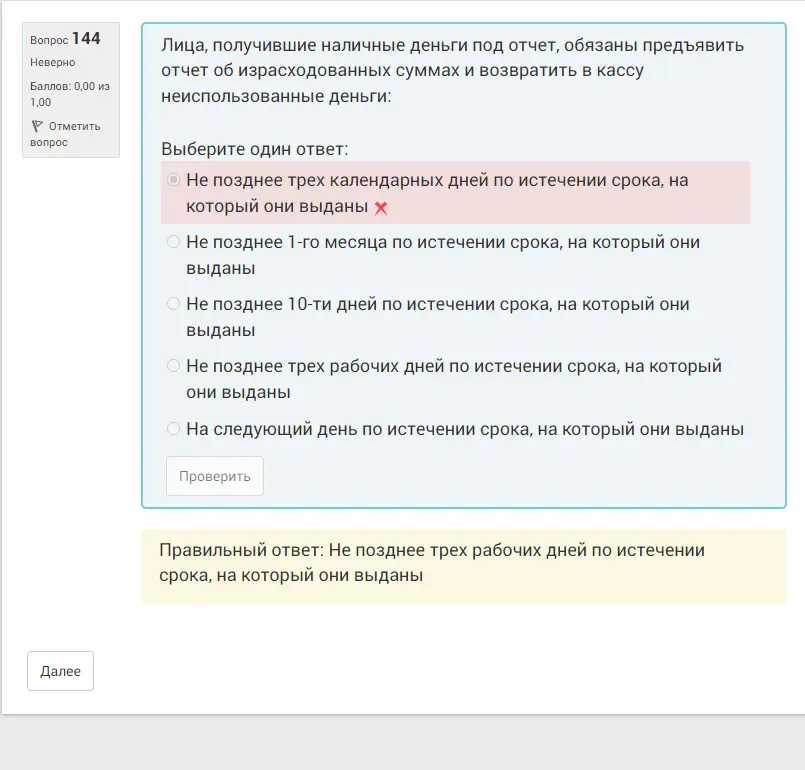 Вопрос 144
Неверно
Баллов: 0,00 из
1,00
Отметить
вопрос
Лица, получившие наличные деньги под отчет, обязаны предъявить
отчет об израсходованных суммах и возвратить в кассу
неиспользованные деньги:
Выберите один ответ:
Не позднее трех календарных дней по истечении срока, на
который они выданы
Не позднее 1-го месяца по истечении срока, на который они
выданы
Не позднее 10-ти дней по истечении срока, на который они
выданы
Не позднее трех рабочих дней по истечении срока, на который
они выданы
На следующий день по истечении срока, на который они выданы
Проверить
Правильный ответ: Не позднее трех рабочих дней по истечении
срока, на который они выданы
Далее